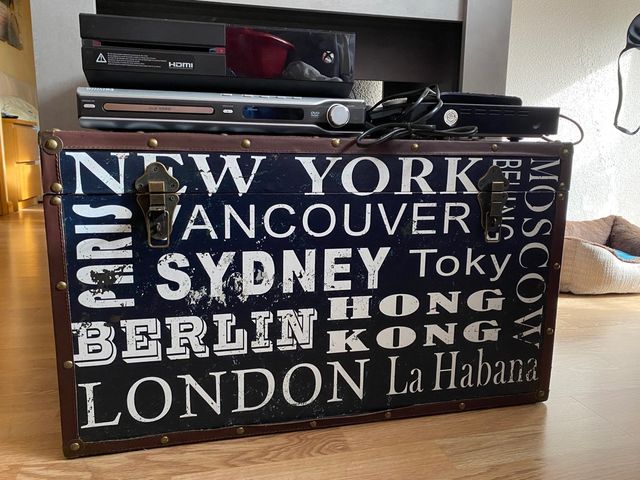 HDMI
NEW YORK
BEIJING
MOSCOW
PARIS
VANCOUVER
SYDNEY
Toky
BERLIN
HONG
KONG
LONDON
La Habana